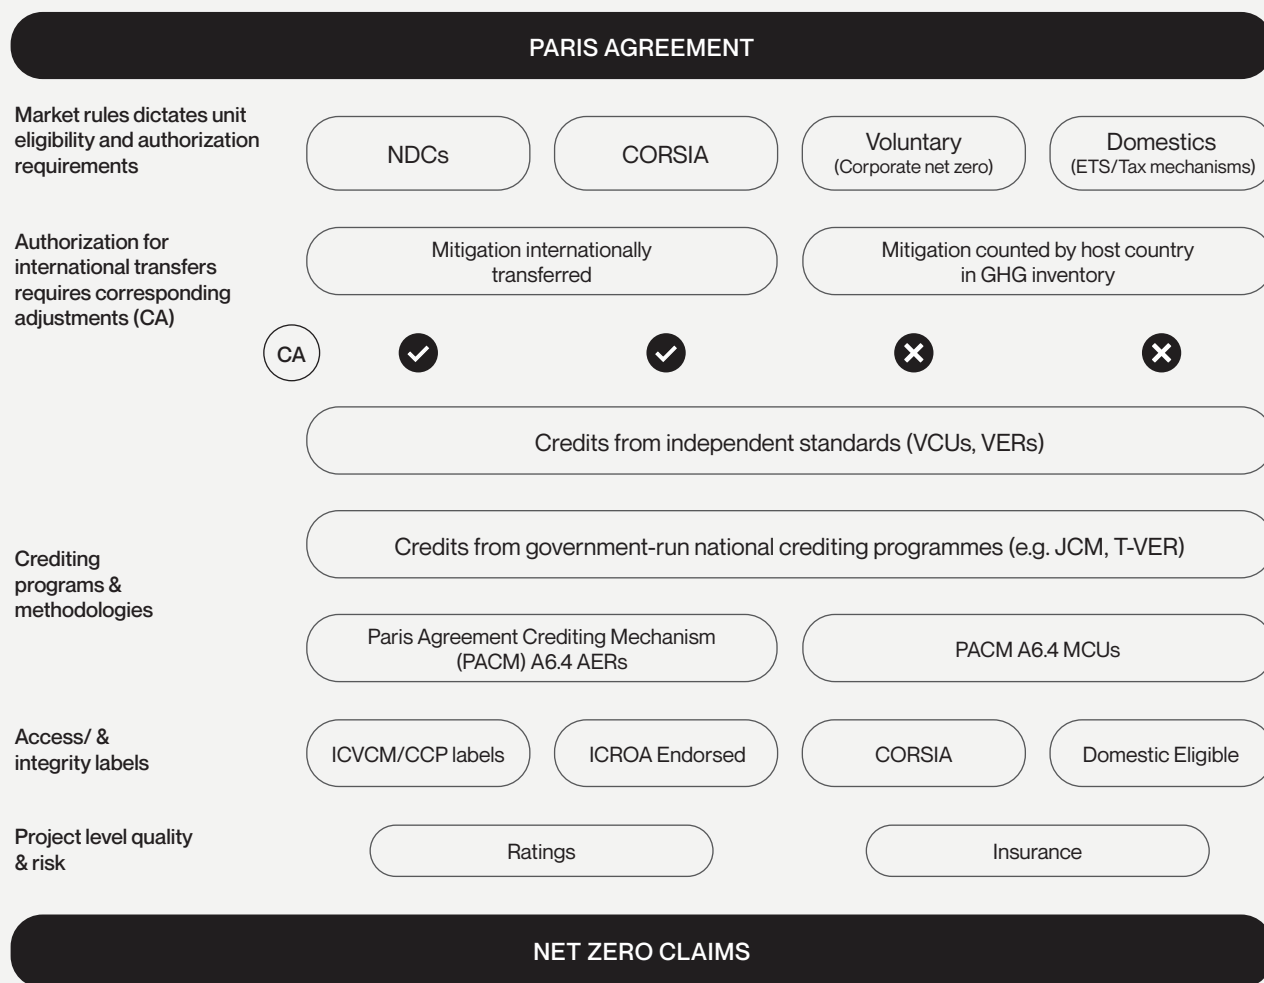 PARIS AGREEMENT
Market rules dictates unit
eligibility and authorization
requirements
NDCs
CORSIA
Voluntary
(Corporate net zero)
Domestics
(ETS/Tax mechanisms)
Authorization for
international transfers
requires corresponding
adjustments (CA)
Mitigation internationally
transferred
Mitigation counted by host country
in GHG inventory
CA
Credits from independent standards (VCUs, VERs)
Crediting
programs &
methodologies
Credits from government-run national crediting programmes (e.g. JCM, T-VER)
Paris Agreement Crediting Mechanism
(PACM) A6.4 AERs
PACM A6.4 MCUs
Access/ &
integrity labels
ICVCM/CCP labels
ICROA Endorsed
CORSIA
Domestic Eligible
Project level quality
& risk
Ratings
Insurance
NET ZERO CLAIMS